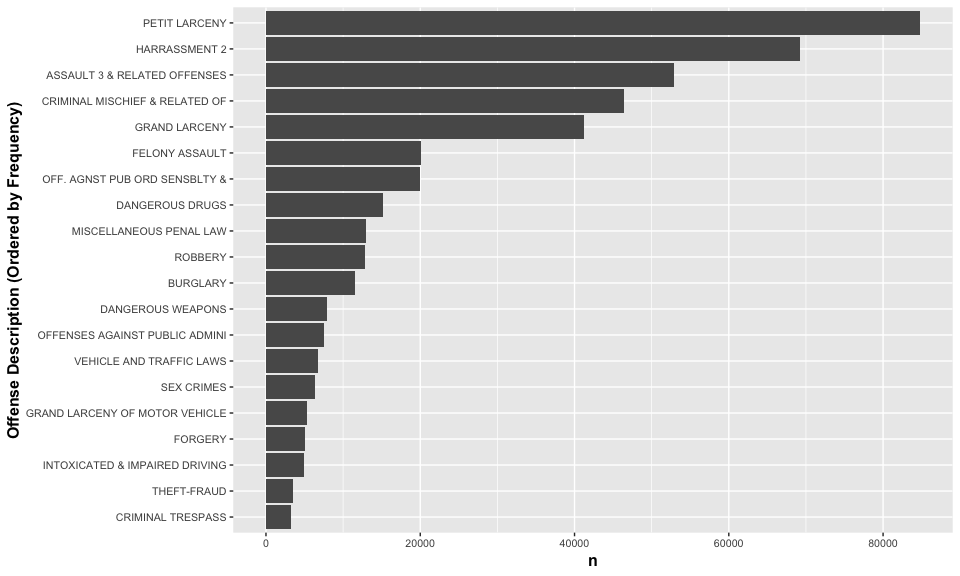 PETIT LARCENY
HARRASSMENT 2
ASSAULT 3 & RELATED OFFENSES
CRIMINAL MISCHIEF & RELATED OF
GRAND LARCENY
FELONY ASSAULT
OFF. AGNST PUB ORD SENSBLTY &
DANGEROUS DRUGS
MISCELLANEOUS PENAL LAW
ROBBERY
BURGLARY
DANGEROUS WEAPONS
OFFENSES AGAINST PUBLIC ADMINI
VEHICLE AND TRAFFIC LAWS
SEX CRIMES
GRAND LARCENY OF MOTOR VEHICLE
FORGERY
INTOXICATED & IMPAIRED DRIVING
THEFT-FRAUD
CRIMINAL TRESPASS
Offense Description (Ordered by Frequency)
0 20000 40000 60000 80000
n